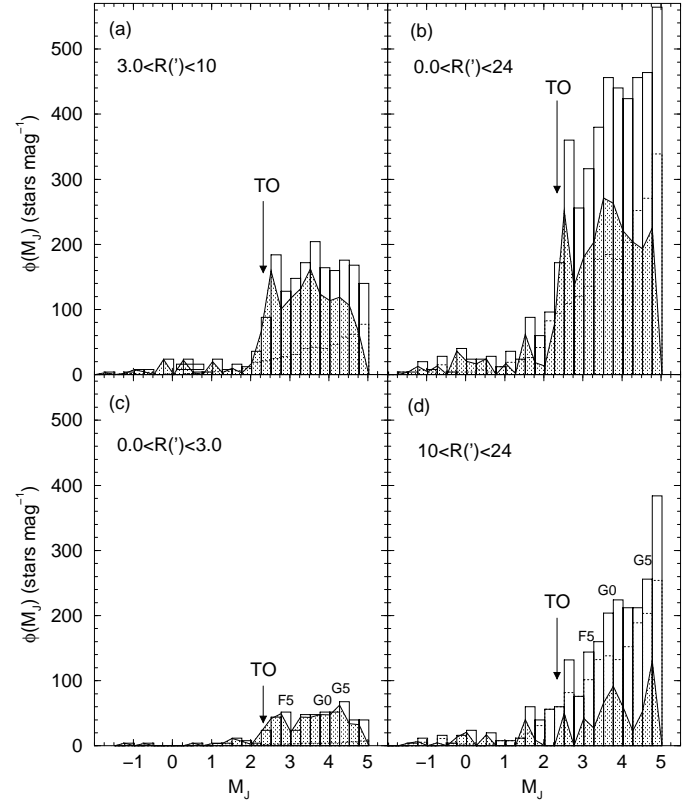 (a)
3.0<R(')<10
TO
500
400
300
200
100
0
ϕ(M_J) (stars mag⁻¹)
(b)
0.0<R(')<24
TO
(c)
0.0<R(')<3.0
TO
F5
G0
G5
500
400
300
200
100
0
ϕ(M_J) (stars mag⁻¹)
−1 0 1 2 3 4 5
M_J
(d)
10<R(')<24
TO
F5
G0
G5
−1 0 1 2 3 4 5
M_J